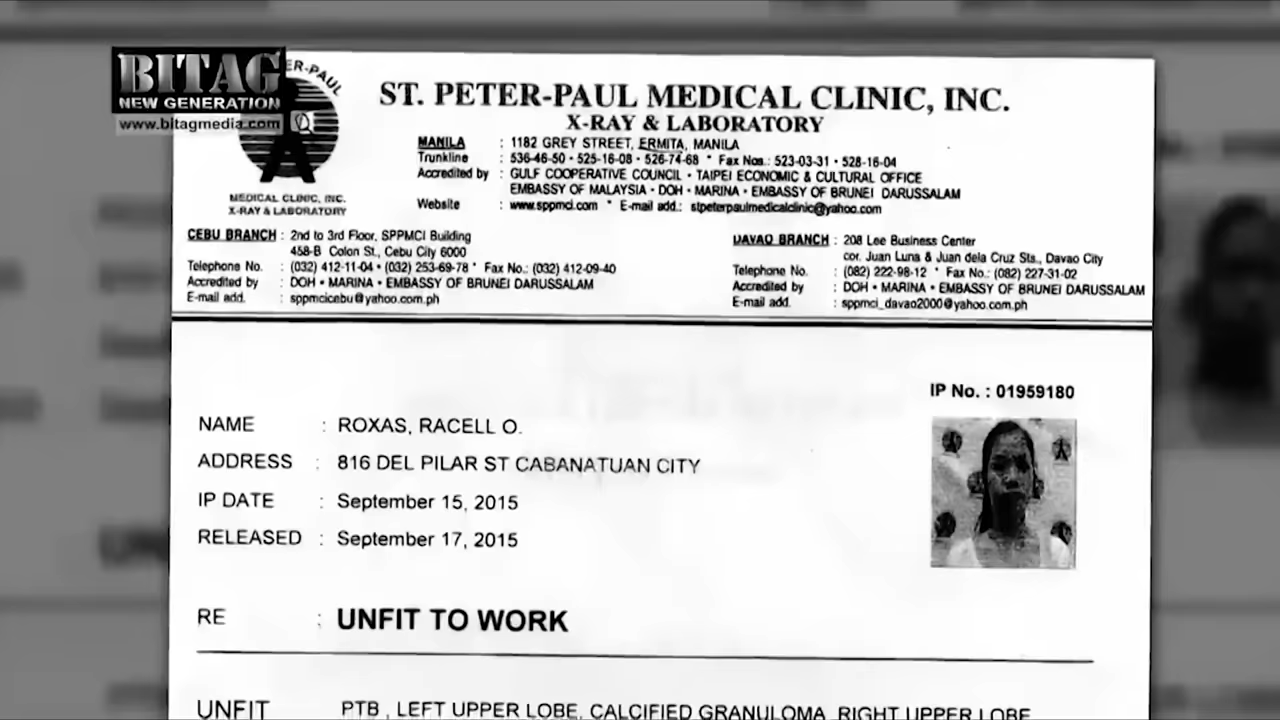 BITAG
NEW GENERATION
www.bitagmedia.com
ER-PAUL
MEDICAL CLINIC, INC.
X-RAY & LABORATORY
ST. PETER-PAUL MEDICAL CLINIC, INC.
X-RAY & LABORATORY
MANILA : 1182 GREY STREET, ERMITA, MANILA
Trunkline : 536-46-50 • 525-16-08 • 526-74-68 * Fax Nos.: 523-03-31 • 528-16-04
Accredited by : GULF COOPERATIVE COUNCIL • TAIPEI ECONOMIC & CULTURAL OFFICE
EMBASSY OF MALAYSIA • DOH • MARINA • EMBASSY OF BRUNEI DARUSSALAM
Website : www.sppmci.com * E-mail add.: stpeterpaulmedicalclinic@yahoo.com
CEBU BRANCH : 2nd to 3rd Floor, SPPMCI Building
458-B Colon St., Cebu City 6000
Telephone No. : (032) 412-11-04 • (032) 253-69-78 * Fax No.: (032) 412-09-40
Accredited by : DOH • MARINA • EMBASSY OF BRUNEI DARUSSALAM
E-mail add. : sppmcicebu@yahoo.com.ph
DAVAO BRANCH : 208 Lee Business Center
cor. Juan Luna & Juan dela Cruz Sts., Davao City
Telephone No. : (082) 222-98-12 * Fax No.: (082) 227-31-02
Accredited by : DOH • MARINA • EMBASSY OF BRUNEI DARUSSALAM
E-mail add. : sppmci_davao2000@yahoo.com.ph
IP No. : 01959180
NAME : ROXAS, RACELL O.
ADDRESS : 816 DEL PILAR ST CABANATUAN CITY
IP DATE : September 15, 2015
RELEASED : September 17, 2015
RE : UNFIT TO WORK
UNFIT PTB , LEFT UPPER LOBE, CALCIFIED GRANULOMA, RIGHT UPPER LOBE